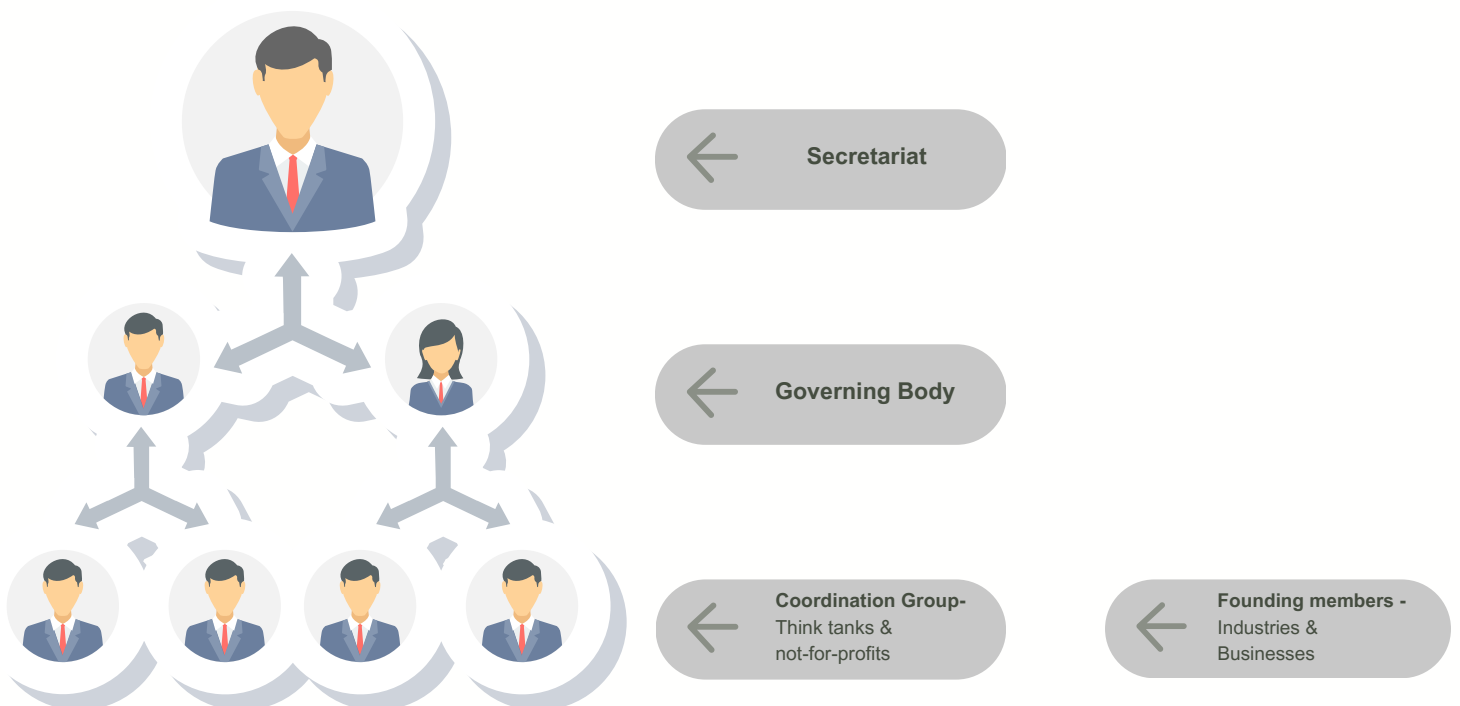 Secretariat
Governing Body
Coordination Group-
Think tanks &
not-for-profits
Founding members -
Industries &
Businesses